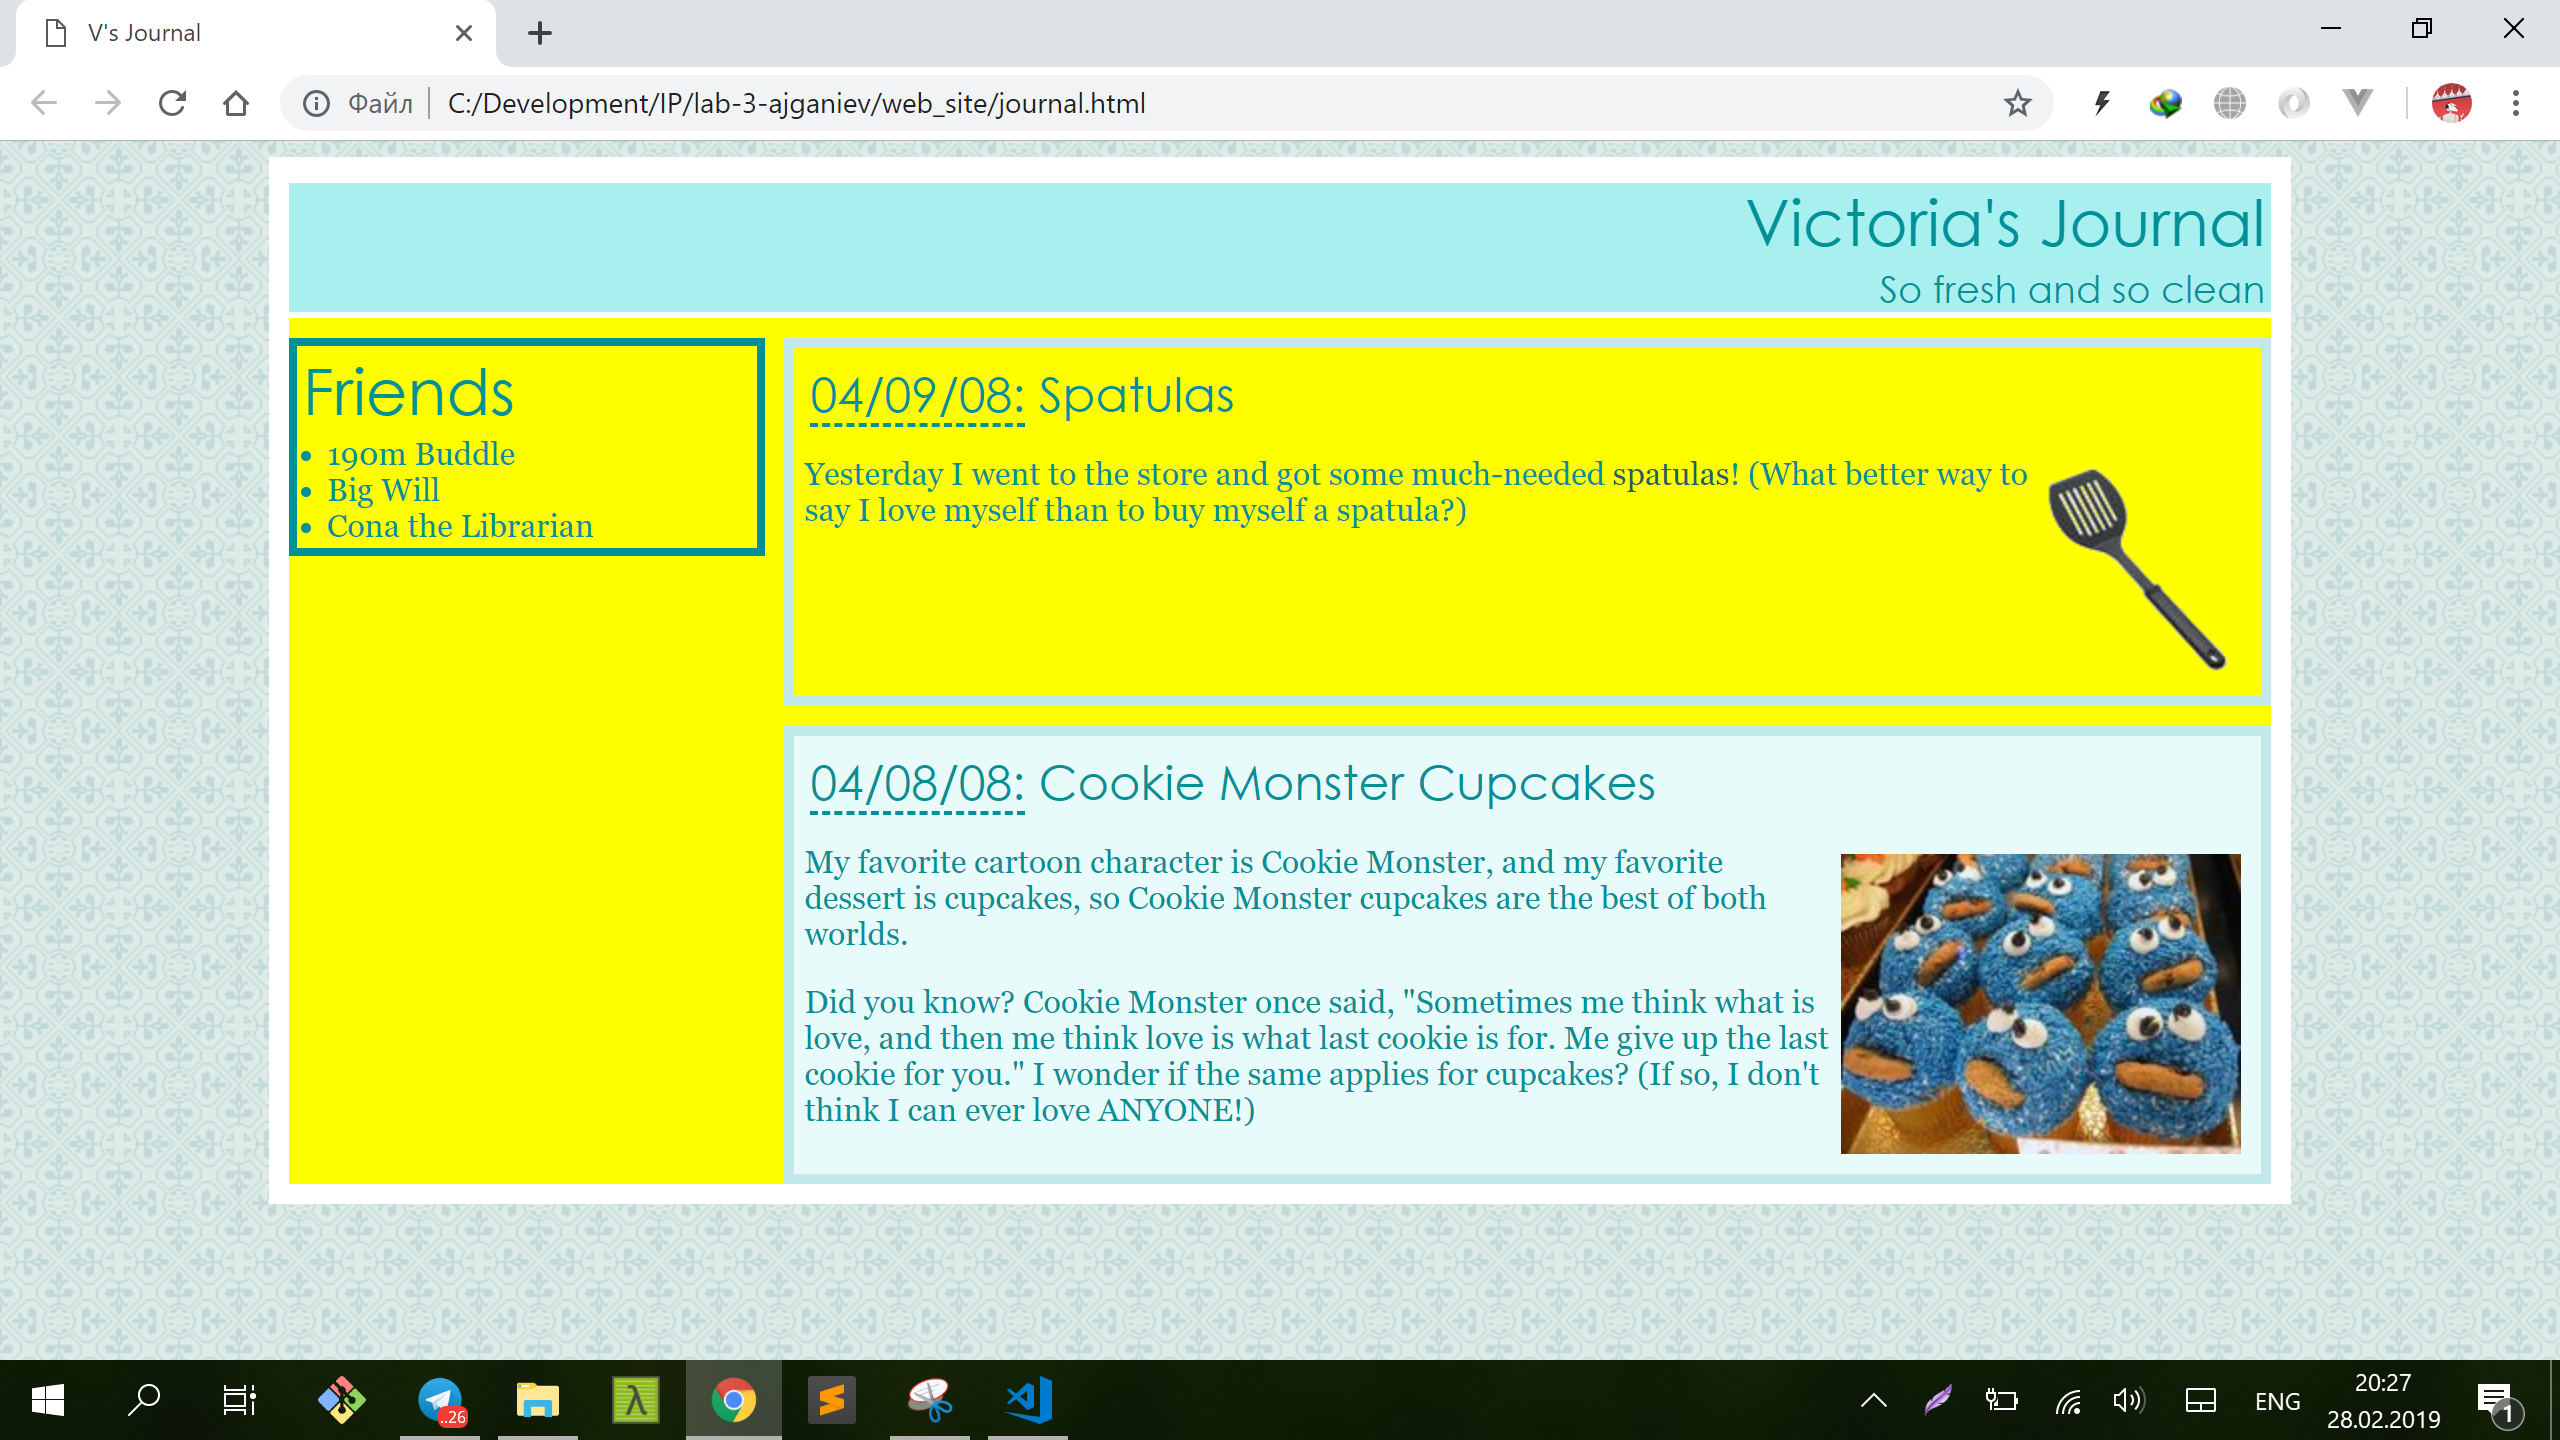 V's Journal
Файл
C:/Development/IP/lab-3-ajganiev/web_site/journal.html
Victoria's Journal
So fresh and so clean
Friends
190m Buddle
Big Will
Cona the Librarian
04/09/08: Spatulas
Yesterday I went to the store and got some much-needed spatulas! (What better way to
say I love myself than to buy myself a spatula?)
04/08/08: Cookie Monster Cupcakes
My favorite cartoon character is Cookie Monster, and my favorite
dessert is cupcakes, so Cookie Monster cupcakes are the best of both
worlds.
Did you know? Cookie Monster once said, "Sometimes me think what is
love, and then me think love is what last cookie is for. Me give up the last
cookie for you." I wonder if the same applies for cupcakes? (If so, I don't
think I can ever love ANYONE!)
..26
λ
ENG
20:27
28.02.2019
1